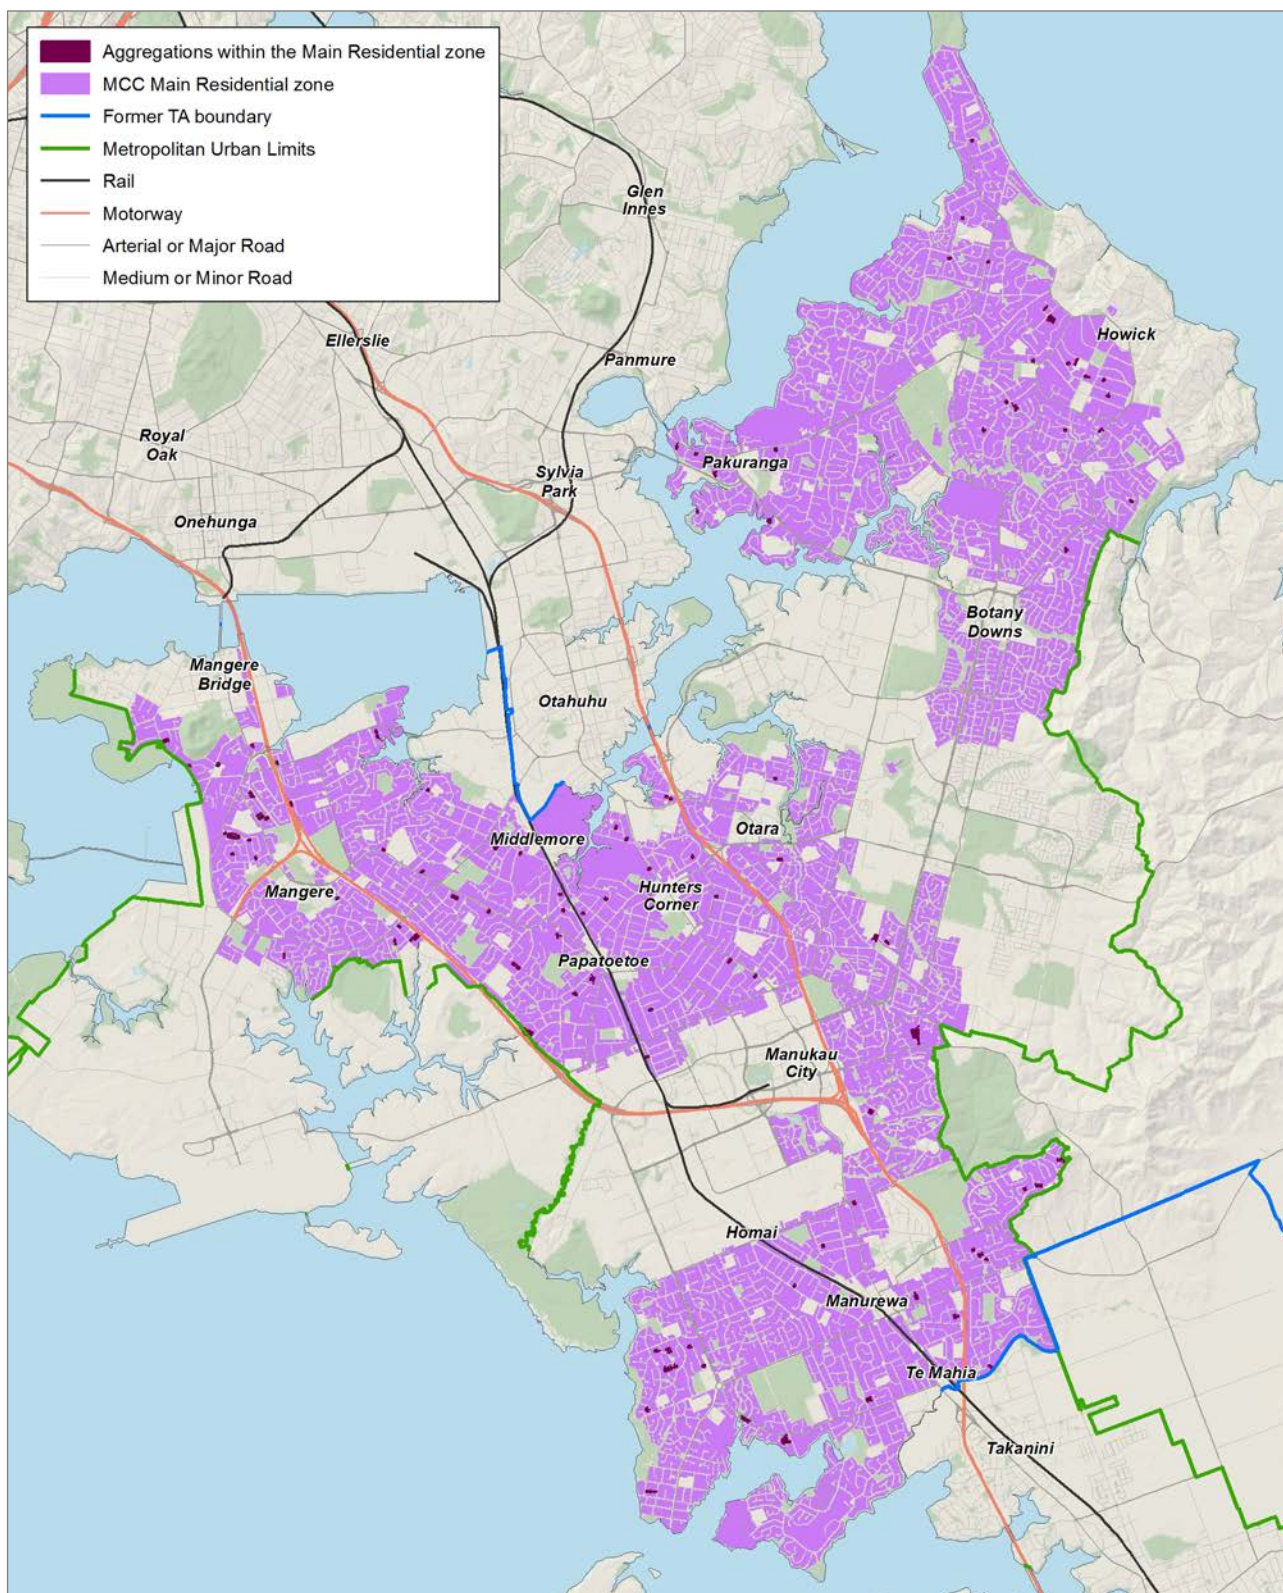 Aggregations within the Main Residential zone
MCC Main Residential zone
Former TA boundary
Metropolitan Urban Limits
Rail
Motorway
Arterial or Major Road
Medium or Minor Road
Glen
Innes
Ellerslie
Howick
Panmure
Royal
Oak
Pakuranga
Sylvia
Park
Onehunga
Botany
Downs
Mangere
Bridge
Otahuhu
Otara
Middlemore
Mangere
Hunters
Corner
Papatoetoe
Manukau
City
Homai
Manurewa
Te Mahia
Takanini